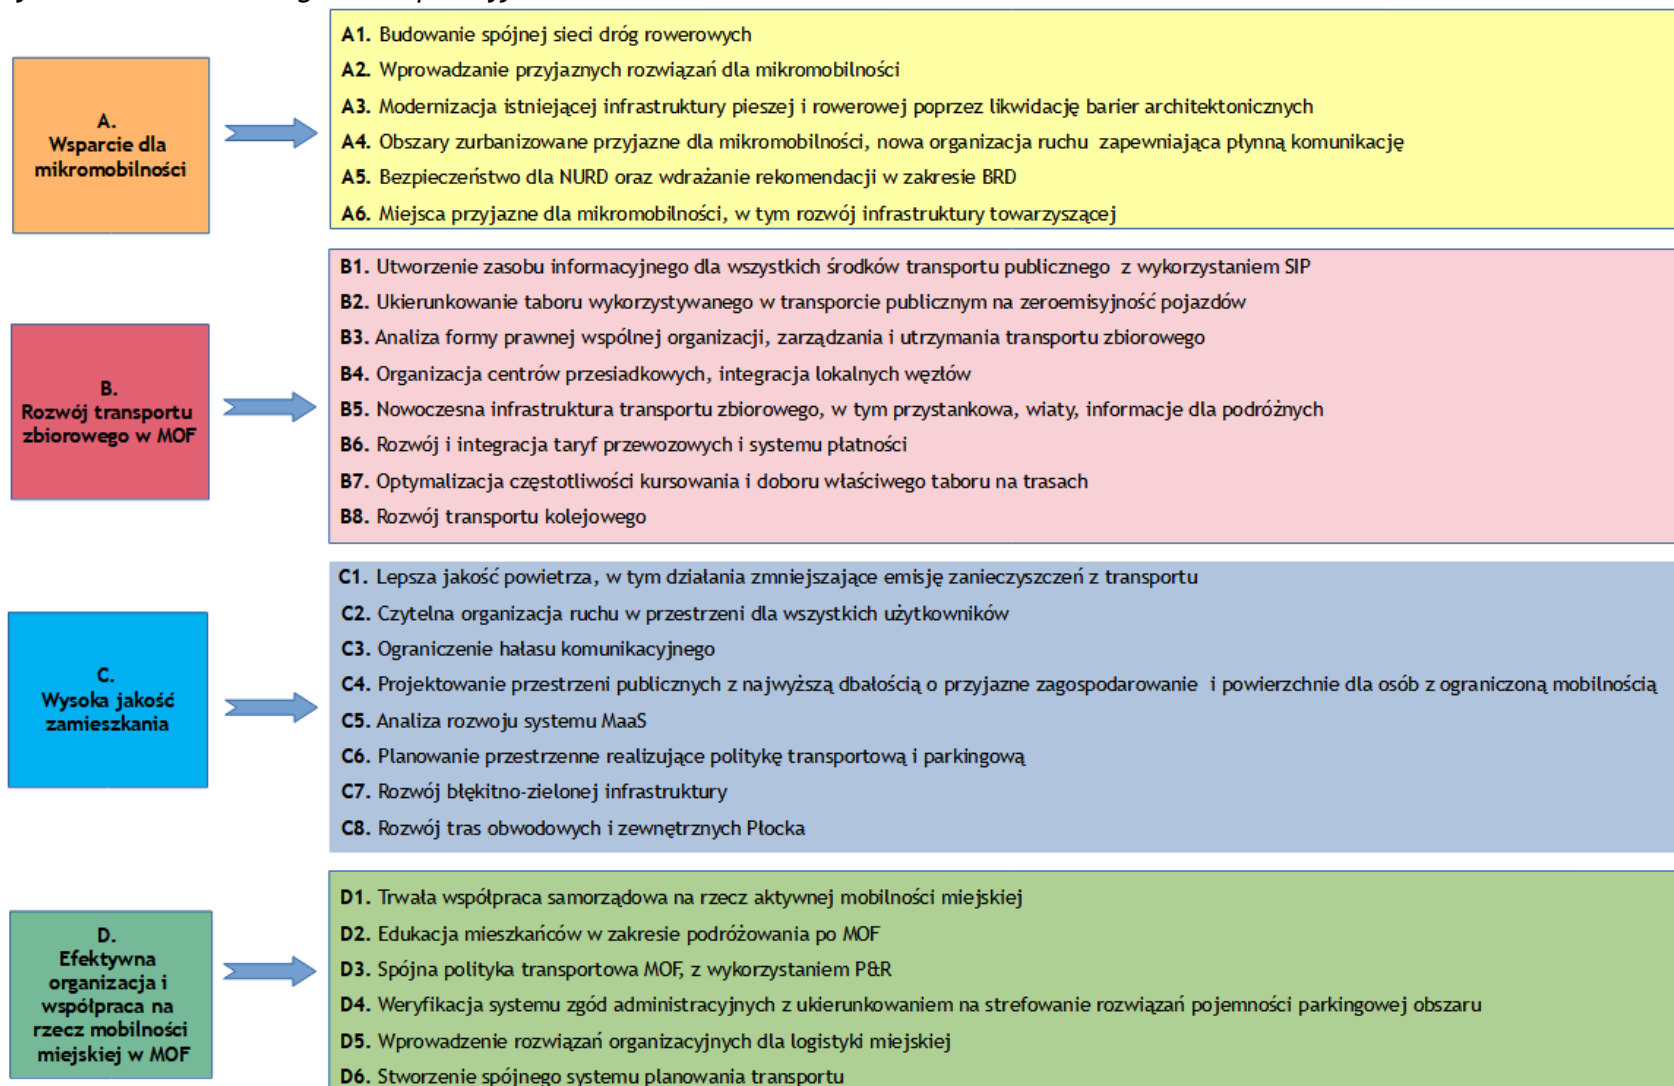 A.
Wsparcie dla
mikromobilności
A1. Budowanie spójnej sieci dróg rowerowych
A2. Wprowadzanie przyjaznych rozwiązań dla mikromobilności
A3. Modernizacja istniejącej infrastruktury pieszej i rowerowej poprzez likwidację barier architektonicznych
A4. Obszary zurbanizowane przyjazne dla mikromobilności, nowa organizacja ruchu zapewniająca płynną komunikację
A5. Bezpieczeństwo dla NURD oraz wdrażanie rekomendacji w zakresie BRD
A6. Miejsca przyjazne dla mikromobilności, w tym rozwój infrastruktury towarzyszącej
B.
Rozwój transportu
zbiorowego w MOF
B1. Utworzenie zasobu informacyjnego dla wszystkich środków transportu publicznego z wykorzystaniem SIP
B2. Ukierunkowanie taboru wykorzystywanego w transporcie publicznym na zeroemisyjność pojazdów
B3. Analiza formy prawnej wspólnej organizacji, zarządzania i utrzymania transportu zbiorowego
B4. Organizacja centrów przesiadkowych, integracja lokalnych węzłów
B5. Nowoczesna infrastruktura transportu zbiorowego, w tym przystankowa, wiaty, informacje dla podróżnych
B6. Rozwój i integracja taryf przewozowych i systemu płatności
B7. Optymalizacja częstotliwości kursowania i doboru właściwego taboru na trasach
B8. Rozwój transportu kolejowego
C.
Wysoka jakość
zamieszkania
C1. Lepsza jakość powietrza, w tym działania zmniejszające emisję zanieczyszczeń z transportu
C2. Czytelna organizacja ruchu w przestrzeni dla wszystkich użytkowników
C3. Ograniczenie hałasu komunikacyjnego
C4. Projektowanie przestrzeni publicznych z najwyższą dbałością o przyjazne zagospodarowanie i powierzchnie dla osób z ograniczoną mobilnością
C5. Analiza rozwoju systemu MaaS
C6. Planowanie przestrzenne realizujące politykę transportową i parkingową
C7. Rozwój błękitno-zielonej infrastruktury
C8. Rozwój tras obwodowych i zewnętrznych Płocka
D.
Efektywna
organizacja i
współpraca na
rzecz mobilności
miejskiej w MOF
D1. Trwała współpraca samorządowa na rzecz aktywnej mobilności miejskiej
D2. Edukacja mieszkańców w zakresie podróżowania po MOF
D3. Spójna polityka transportowa MOF, z wykorzystaniem P&R
D4. Weryfikacja systemu zgód administracyjnych z ukierunkowaniem na strefowanie rozwiązań pojemności parkingowej obszaru
D5. Wprowadzenie rozwiązań organizacyjnych dla logistyki miejskiej
D6. Stworzenie spójnego systemu planowania transportu